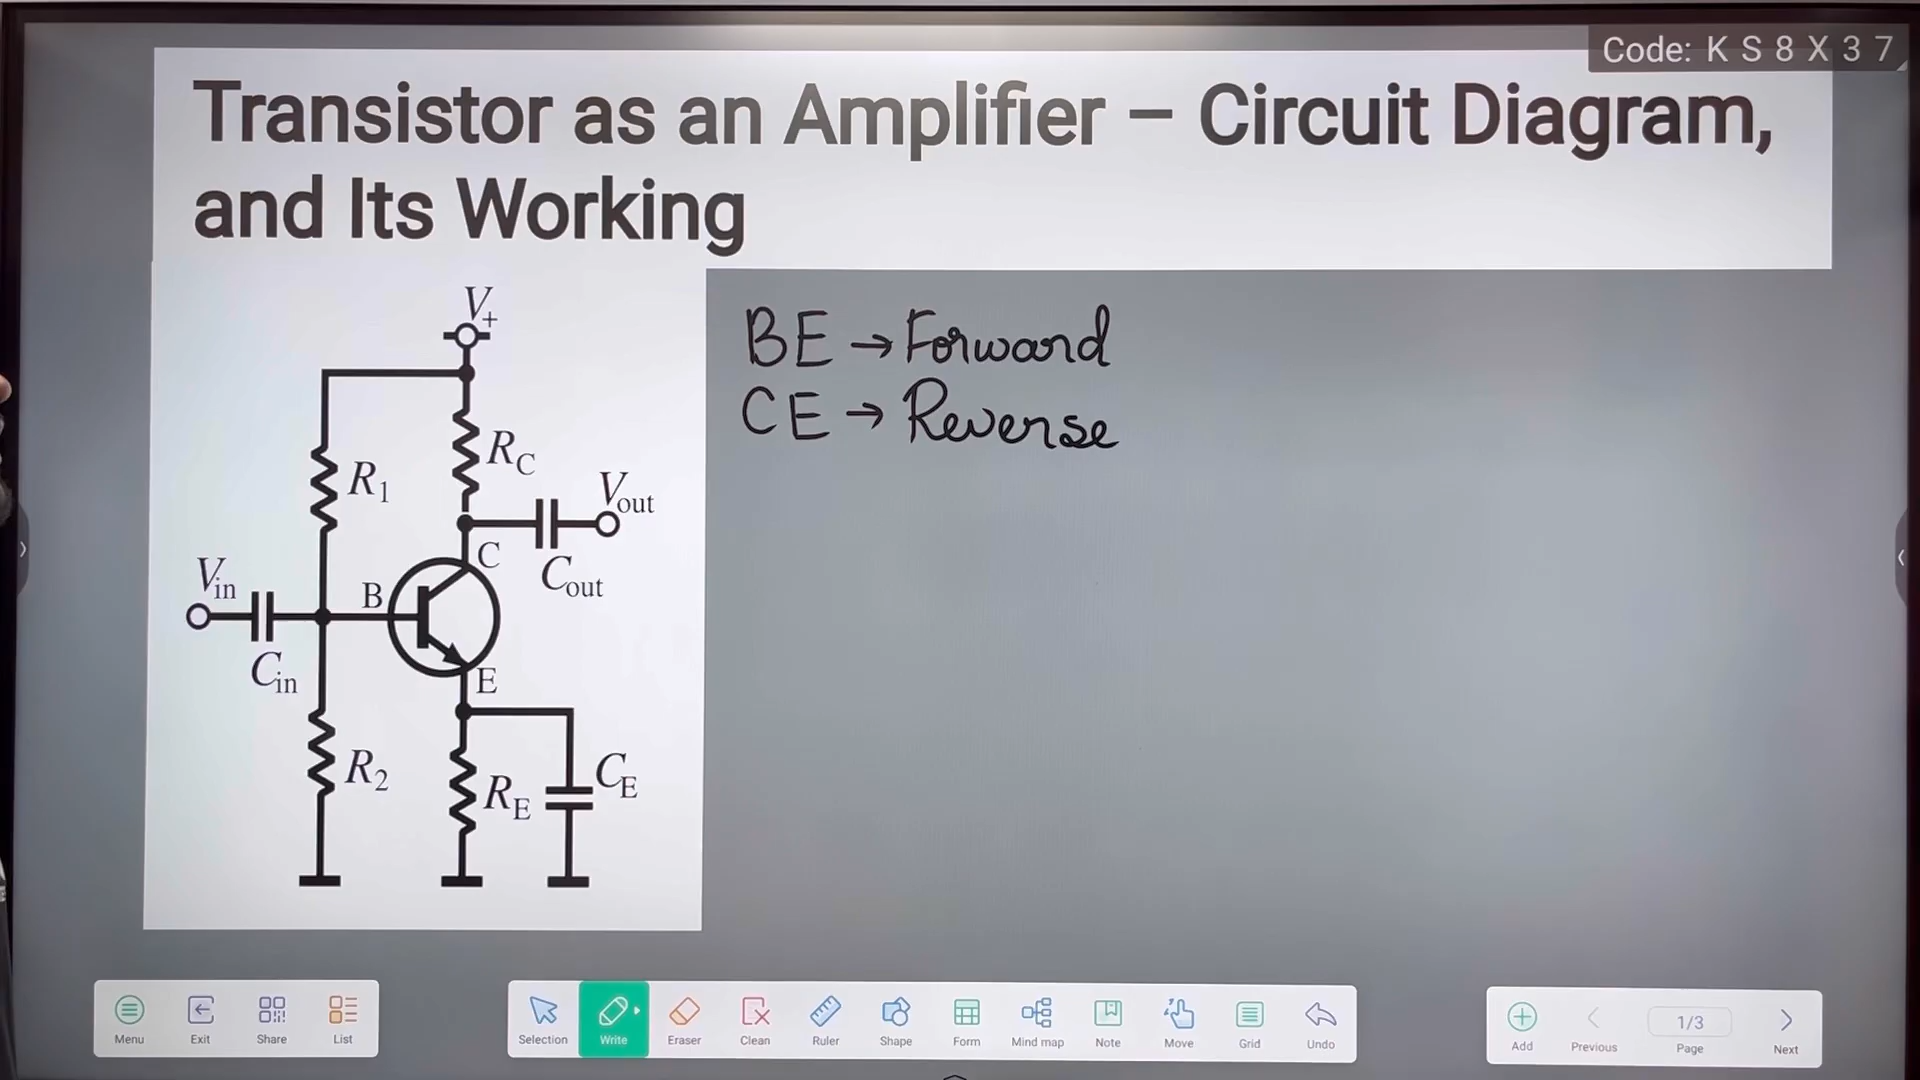 Code: K S 8 X 3 7
Transistor as an Amplifier – Circuit Diagram,
and Its Working
V+
R1
RC
Vout
Cout
C
Vin
B
Cin
E
R2
RE
CE
BE → Forward
CE → Reverse
Menu
Exit
Share
List
Selection
Write
Eraser
Clean
Ruler
Shape
Form
Mind map
Note
Move
Grid
Undo
Add
Previous
1/3
Page
Next